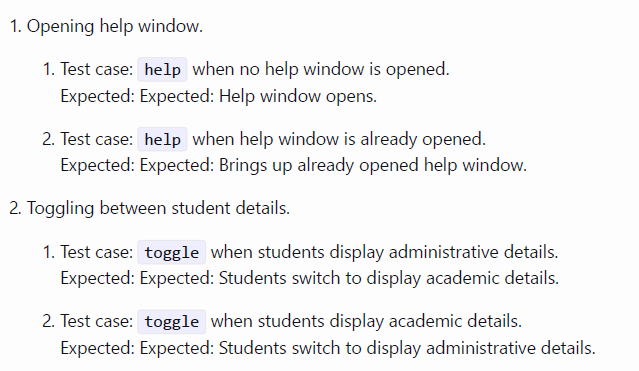 1. Opening help window.
1. Test case: help when no help window is opened.
Expected: Expected: Help window opens.
2. Test case: help when help window is already opened.
Expected: Expected: Brings up already opened help window.
2. Toggling between student details.
1. Test case: toggle when students display administrative details.
Expected: Expected: Students switch to display academic details.
2. Test case: toggle when students display academic details.
Expected: Expected: Students switch to display administrative details.